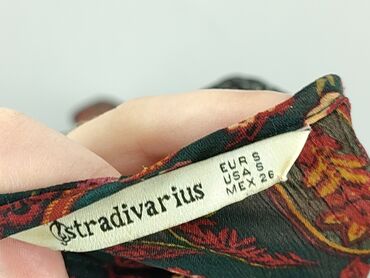 stradivarius
EUR S
USA S
MEX 26